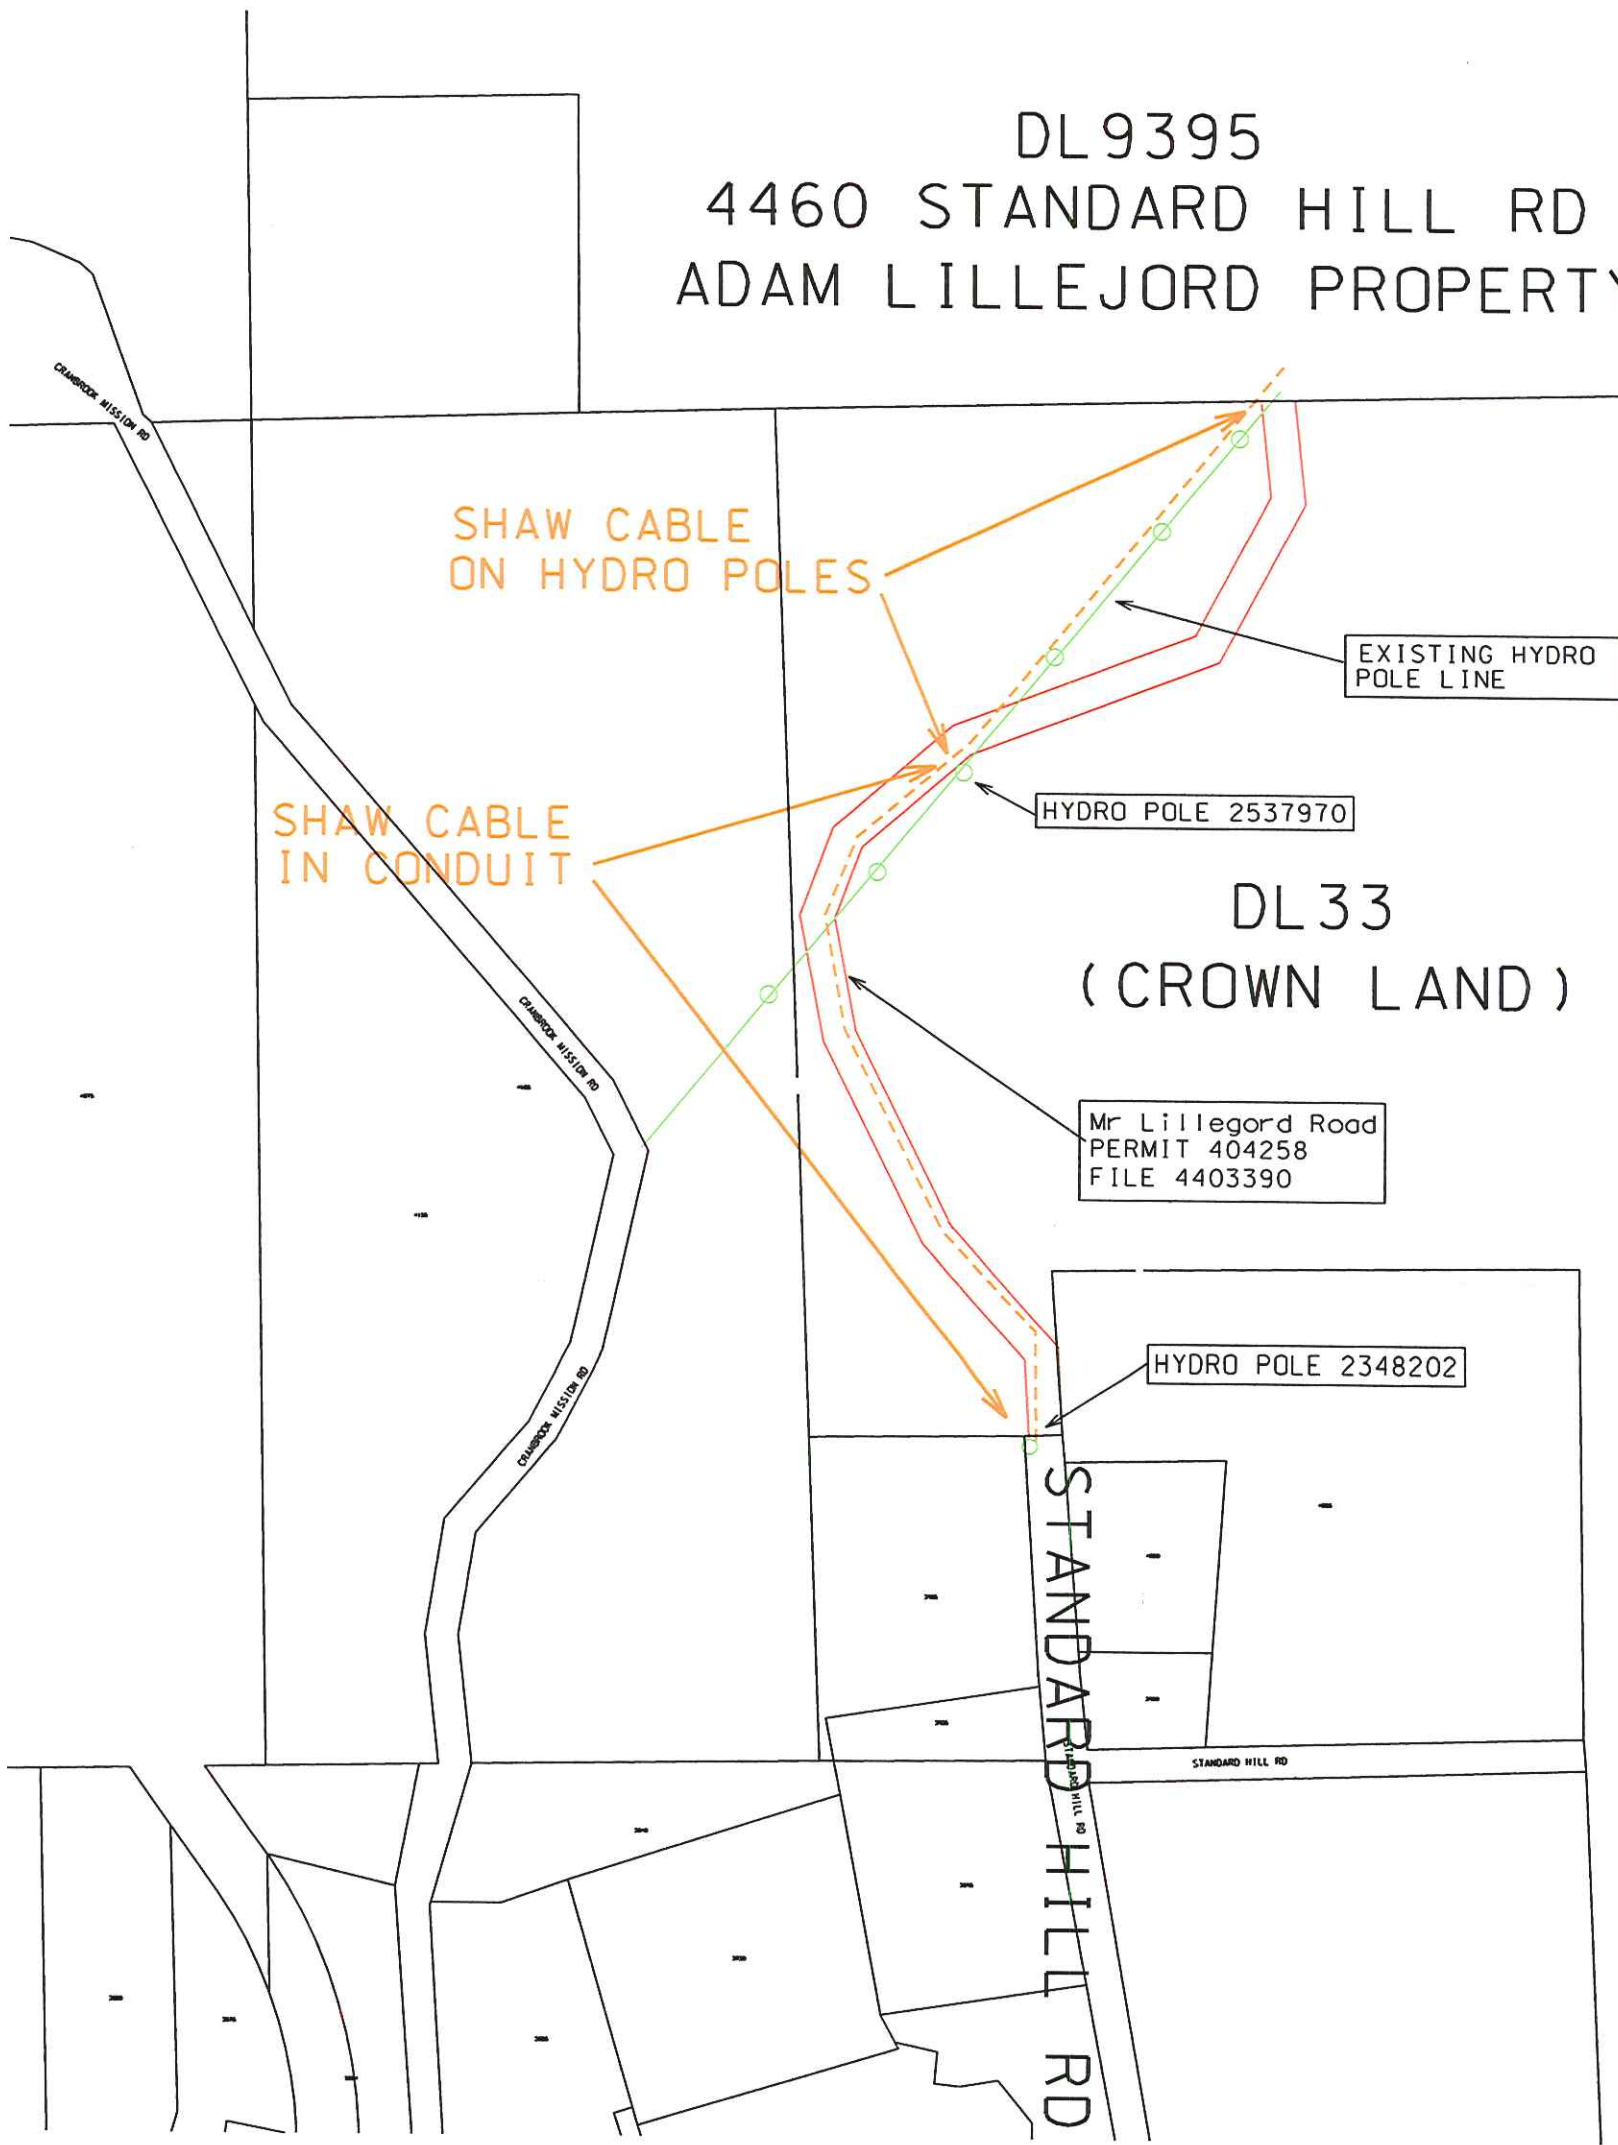 DL9395
4460 STANDARD HILL RD
ADAM LILLEJORD PROPERTY
CRANBROOK MISSION RD
SHAW CABLE
ON HYDRO POLES
EXISTING HYDRO
POLE LINE
SHAW CABLE
IN CONDUIT
HYDRO POLE 2537970
DL33
(CROWN LAND)
CRANBROOK MISSION RD
Mr Lillegord Road
PERMIT 404258
FILE 4403390
HYDRO POLE 2348202
CRANBROOK MISSION RD
STANDARD HILL RD
STANDARD HILL RD
STANDARD HILL RD